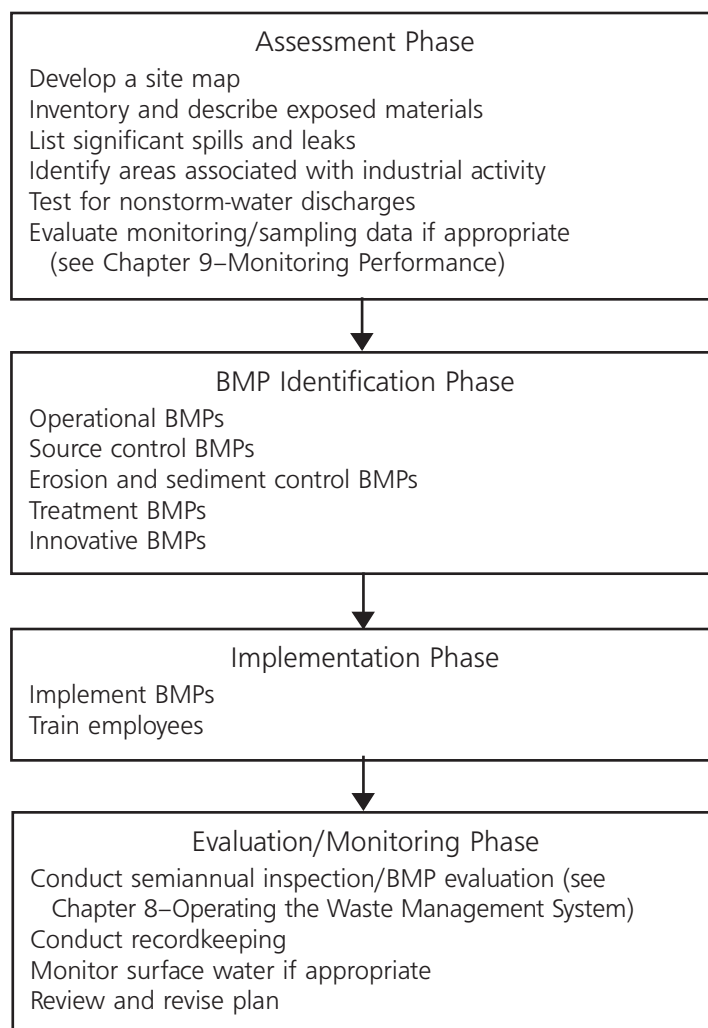 Assessment Phase
Develop a site map
Inventory and describe exposed materials
List significant spills and leaks
Identify areas associated with industrial activity
Test for nonstorm-water discharges
Evaluate monitoring/sampling data if appropriate
(see Chapter 9–Monitoring Performance)
BMP Identification Phase
Operational BMPs
Source control BMPs
Erosion and sediment control BMPs
Treatment BMPs
Innovative BMPs
Implementation Phase
Implement BMPs
Train employees
Evaluation/Monitoring Phase
Conduct semiannual inspection/BMP evaluation (see
Chapter 8–Operating the Waste Management System)
Conduct recordkeeping
Monitor surface water if appropriate
Review and revise plan